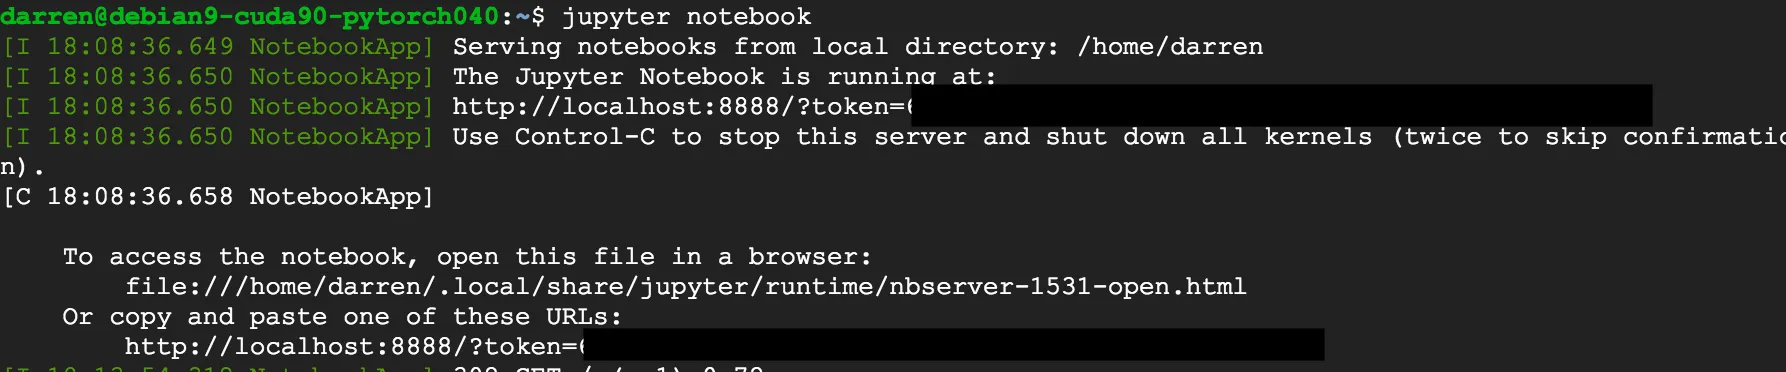 darren@debian9-cuda90-pytorch040:~$ jupyter notebook
[I 18:08:36.649 NotebookApp] Serving notebooks from local directory: /home/darren
[I 18:08:36.650 NotebookApp] The Jupyter Notebook is running at:
[I 18:08:36.650 NotebookApp] http://localhost:8888/?token=
[I 18:08:36.650 NotebookApp] Use Control-C to stop this server and shut down all kernels (twice to skip confirmatio
n).
[C 18:08:36.658 NotebookApp]
To access the notebook, open this file in a browser:
file:///home/darren/.local/share/jupyter/runtime/nbserver-1531-open.html
Or copy and paste one of these URLs:
http://localhost:8888/?token=